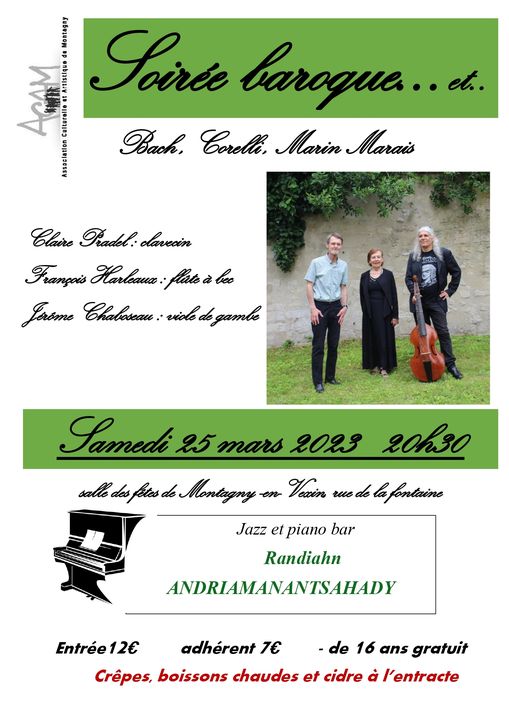 ACAM
Association Culturelle et Artistique de Montagny
Soirée baroque... et..
Bach, Corelli, Marin Marais
Claire Pradel : clavecin
François Harleaux : flûte à bec
Jérôme Chaboseau : viole de gambe
Samedi 25 mars 2023 20h30
salle des fêtes de Montagny -en- Vexin, rue de la fontaine
Jazz et piano bar
Randiahn
ANDRIAMANANTSAHADY
Entrée12€ adhérent 7€ - de 16 ans gratuit
Crêpes, boissons chaudes et cidre à l'entracte